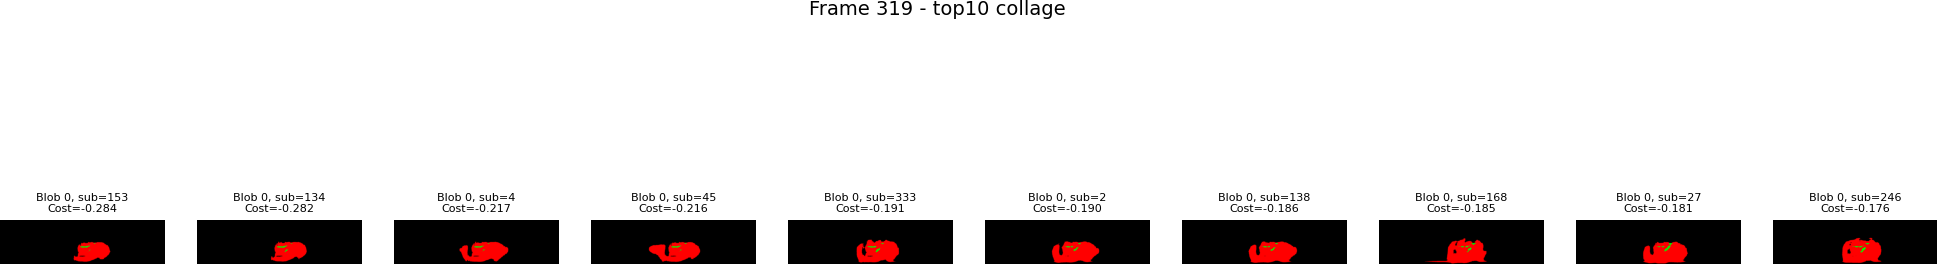 Frame 319 - top10 collage
Blob 0, sub=153
Cost=-0.284
Blob 0, sub=134
Cost=-0.282
Blob 0, sub=4
Cost=-0.217
Blob 0, sub=45
Cost=-0.216
Blob 0, sub=333
Cost=-0.191
Blob 0, sub=2
Cost=-0.190
Blob 0, sub=138
Cost=-0.186
Blob 0, sub=168
Cost=-0.185
Blob 0, sub=27
Cost=-0.181
Blob 0, sub=246
Cost=-0.176